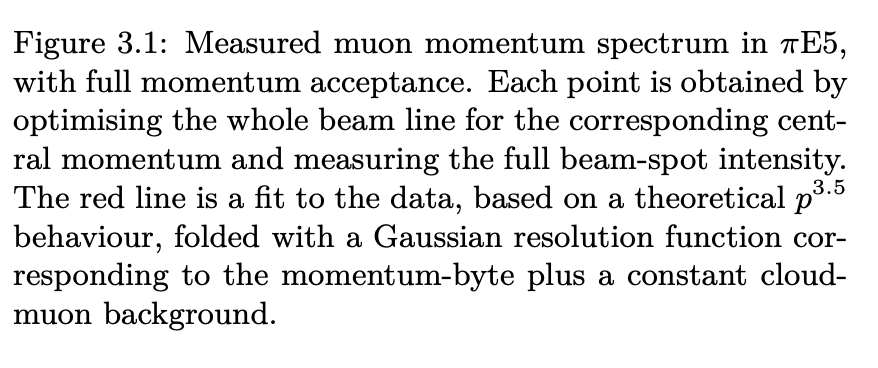 Figure 3.1: Measured muon momentum spectrum in πE5,
with full momentum acceptance. Each point is obtained by
optimising the whole beam line for the corresponding cent-
ral momentum and measuring the full beam-spot intensity.
The red line is a fit to the data, based on a theoretical p^3.5
behaviour, folded with a Gaussian resolution function cor-
responding to the momentum-byte plus a constant cloud-
muon background.